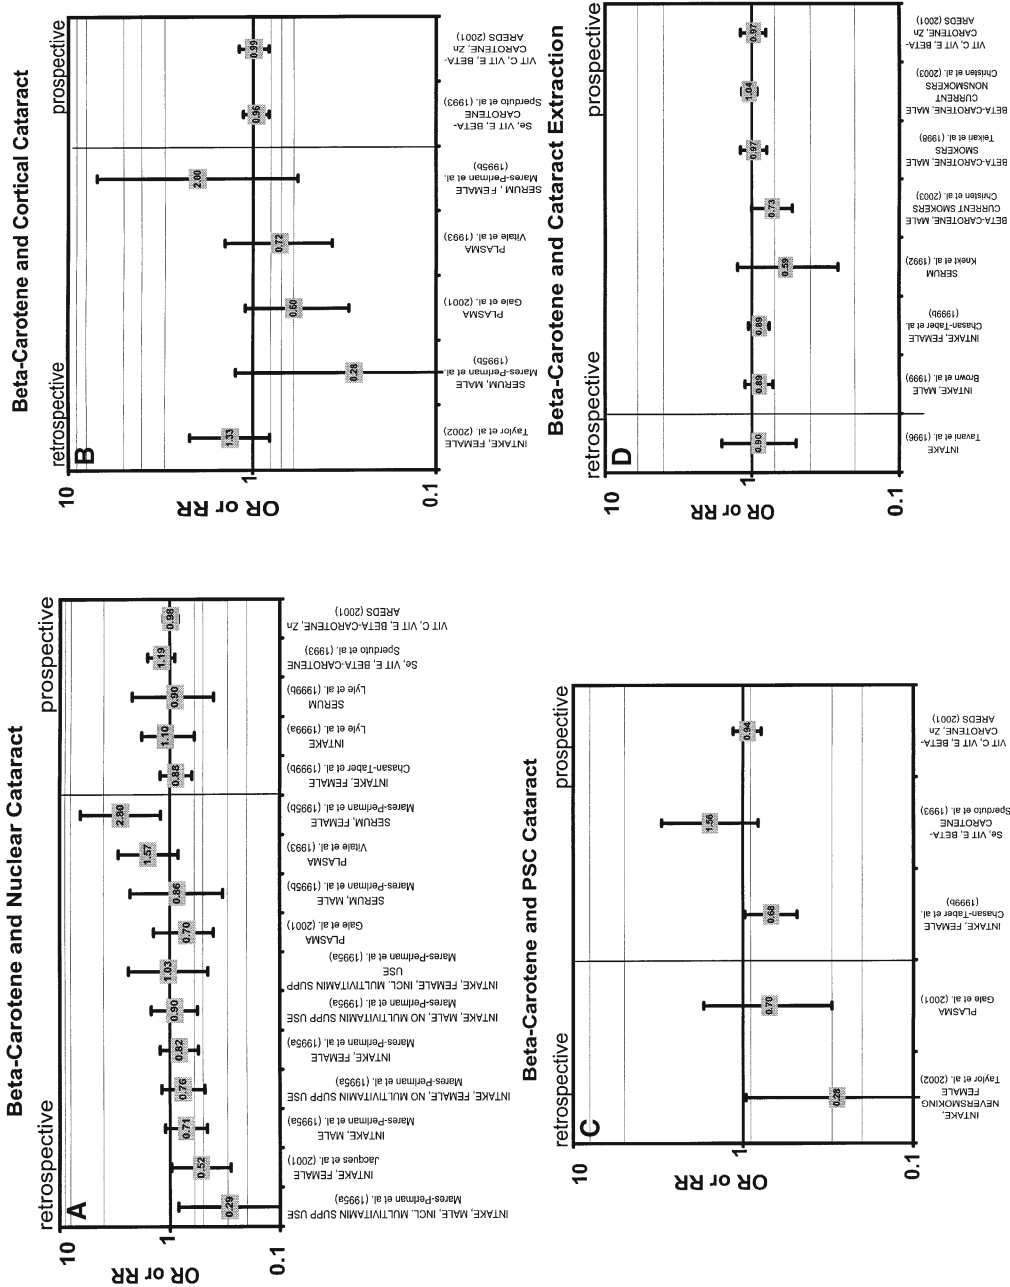 Beta-Carotene and Nuclear Cataract
retrospective
prospective
A
10
1
0.1
OR or RR
0.29
0.52
0.71
0.76
0.82
0.90
1.03
0.70
0.86
1.57
2.80
0.88
1.10
0.90
1.19
0.98
INTAKE, MALE, INCL. MULTIVITAMIN SUPP USE
Mares-Perlman (1995a)
INTAKE, FEMALE
Jacques et al. (2001)
INTAKE, MALE
Mares-Perlman (1995a)
INTAKE, FEMALE, NO MULTIVITAMIN SUPP USE
Mares-Perlman (1995a)
INTAKE, FEMALE
Mares-Perlman (1995a)
INTAKE, MALE, NO MULTIVITAMIN SUPP USE
Mares-Perlman (1995a)
INTAKE, FEMALE, INCL. MULTIVITAMIN SUPP
USE
Mares-Perlman (1995a)
PLASMA
Gale et al. (2001)
SERUM, MALE
Mares-Perlman (1995b)
PLASMA
Vitale et al. (1993)
SERUM, FEMALE
Mares-Perlman (1995b)
INTAKE, FEMALE
Chasan-Taber et al. (1999b)
INTAKE
Lyle et al. (1999a)
SERUM
Lyle et al. (1999b)
Se, VIT E, BETA-CAROTENE
Sperduto et al. (1993)
VIT C, VIT E, BETA-CAROTENE, Zn
AREDS (2001)
Beta-Carotene and Cortical Cataract
retrospective
prospective
B
10
1
0.1
OR or RR
1.33
0.28
0.60
0.72
2.00
0.96
0.99
INTAKE, FEMALE
Taylor et al. (2002)
SERUM, MALE
Mares-Perlman et al.
(1995b)
PLASMA
Gale et al. (2001)
PLASMA
Vitale et al. (1993)
SERUM , FEMALE
Mares-Perlman et al.
(1995b)
Se, VIT E, BETA-
CAROTENE
Sperduto et al. (1993)
VIT C, VIT E, BETA-
CAROTENE, Zn
AREDS (2001)
Beta-Carotene and PSC Cataract
retrospective
prospective
C
10
1
0.1
OR or RR
0.28
0.70
0.68
1.56
0.94
INTAKE,
NEVERSMOKING
FEMALE
Taylor et al. (2002)
PLASMA
Gale et al. (2001)
INTAKE, FEMALE
Chasan-Taber et al.
(1999b)
Se, VIT E, BETA-
CAROTENE
Sperduto et al. (1993)
VIT C, VIT E, BETA-
CAROTENE, Zn
AREDS (2001)
Beta-Carotene and Cataract Extraction
retrospective
prospective
D
10
1
0.1
OR or RR
0.90
0.89
0.89
0.59
0.73
0.97
1.04
0.97
INTAKE
Tavani et al. (1996)
INTAKE, MALE
Brown et al. (1999)
INTAKE, FEMALE
Chasan-Taber et al.
(1999b)
SERUM
Knekt et al. (1992)
BETA-CAROTENE, MALE
CURRENT SMOKERS
Christen et al. (2003)
BETA-CAROTENE, MALE
SMOKERS
Teikari et al. (1998)
BETA-CAROTENE, MALE
CURRENT
NONSMOKERS
Christen et al. (2003)
VIT C, VIT E, BETA-
CAROTENE, Zn
AREDS (2001)